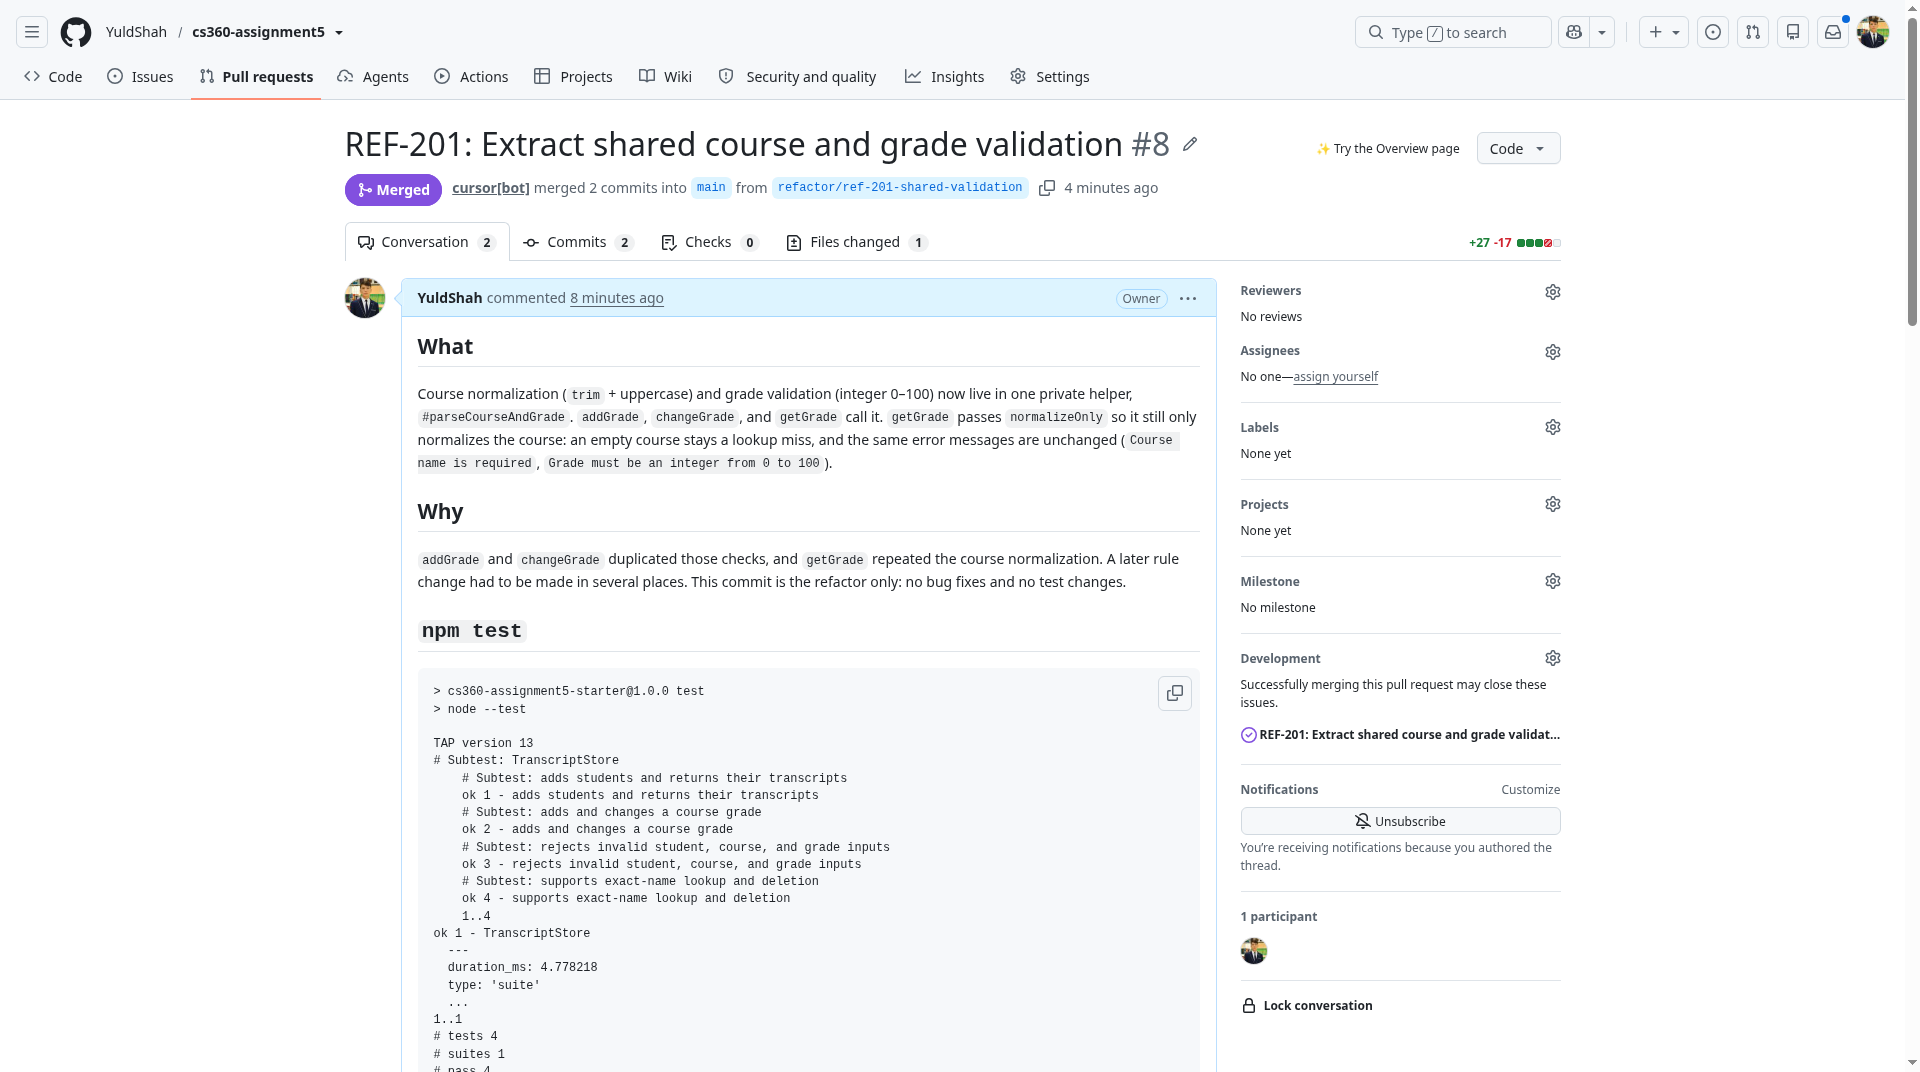 YuldShah / cs360-assignment5
Type / to search
Code
Issues
Pull requests
Agents
Actions
Projects
Wiki
Security and quality
Insights
Settings
REF-201: Extract shared course and grade validation #8
✨ Try the Overview page
Code
Merged
cursor[bot] merged 2 commits into main from refactor/ref-201-shared-validation 4 minutes ago
Conversation 2
Commits 2
Checks 0
Files changed 1
+27 -17
YuldShah commented 8 minutes ago
Owner
What
Course normalization ( trim + uppercase) and grade validation (integer 0–100) now live in one private helper,
#parseCourseAndGrade . addGrade , changeGrade , and getGrade call it. getGrade passes normalizeOnly so it still only
normalizes the course: an empty course stays a lookup miss, and the same error messages are unchanged ( Course
name is required , Grade must be an integer from 0 to 100 ).
Why
addGrade and changeGrade duplicated those checks, and getGrade repeated the course normalization. A later rule
change had to be made in several places. This commit is the refactor only: no bug fixes and no test changes.
npm test
> cs360-assignment5-starter@1.0.0 test
> node --test
TAP version 13
# Subtest: TranscriptStore
# Subtest: adds students and returns their transcripts
ok 1 - adds students and returns their transcripts
# Subtest: adds and changes a course grade
ok 2 - adds and changes a course grade
# Subtest: rejects invalid student, course, and grade inputs
ok 3 - rejects invalid student, course, and grade inputs
# Subtest: supports exact-name lookup and deletion
ok 4 - supports exact-name lookup and deletion
1..4
ok 1 - TranscriptStore
---
duration_ms: 4.778218
type: 'suite'
...
1..1
# tests 4
# suites 1
# pass 4
Reviewers
No reviews
Assignees
No one—assign yourself
Labels
None yet
Projects
None yet
Milestone
No milestone
Development
Successfully merging this pull request may close these
issues.
REF-201: Extract shared course and grade validat...
Notifications
Customize
Unsubscribe
You're receiving notifications because you authored the
thread.
1 participant
Lock conversation